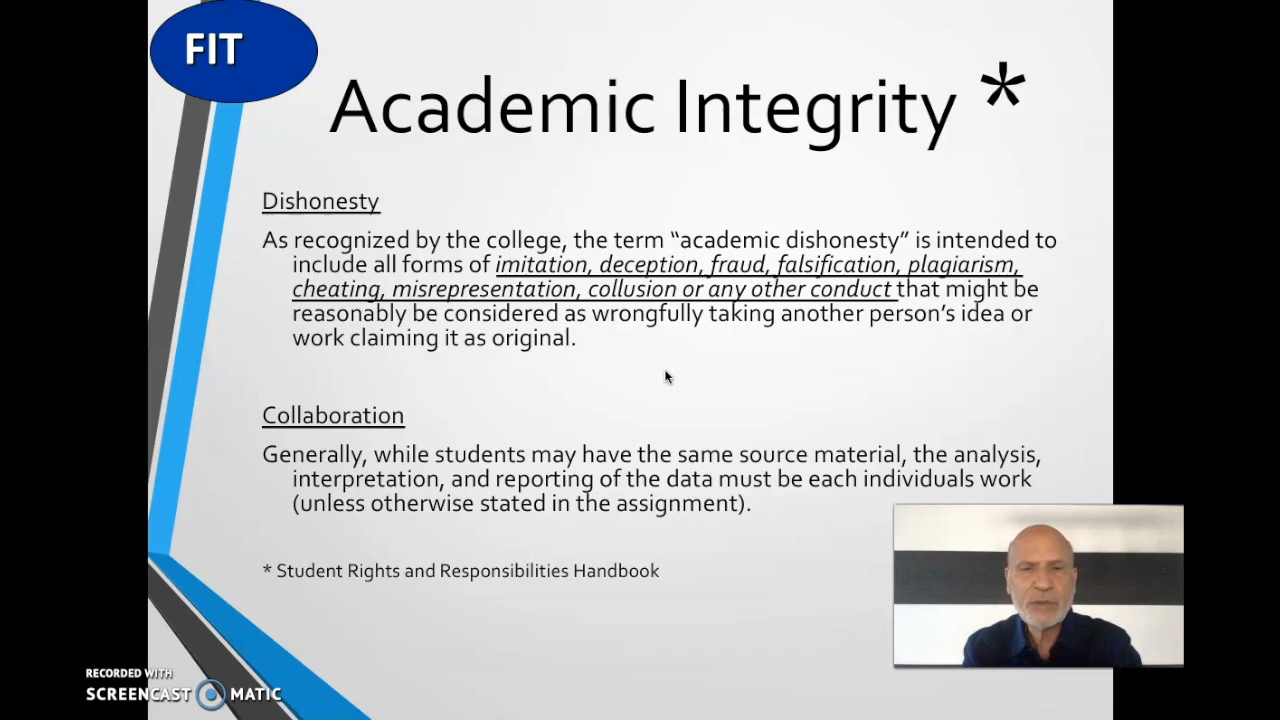 FIT
Academic Integrity *
Dishonesty
As recognized by the college, the term “academic dishonesty” is intended to
include all forms of imitation, deception, fraud, falsification, plagiarism,
cheating, misrepresentation, collusion or any other conduct that might be
reasonably be considered as wrongfully taking another person’s idea or
work claiming it as original.
Collaboration
Generally, while students may have the same source material, the analysis,
interpretation, and reporting of the data must be each individuals work
(unless otherwise stated in the assignment).
* Student Rights and Responsibilities Handbook
RECORDED WITH
SCREENCAST MATIC